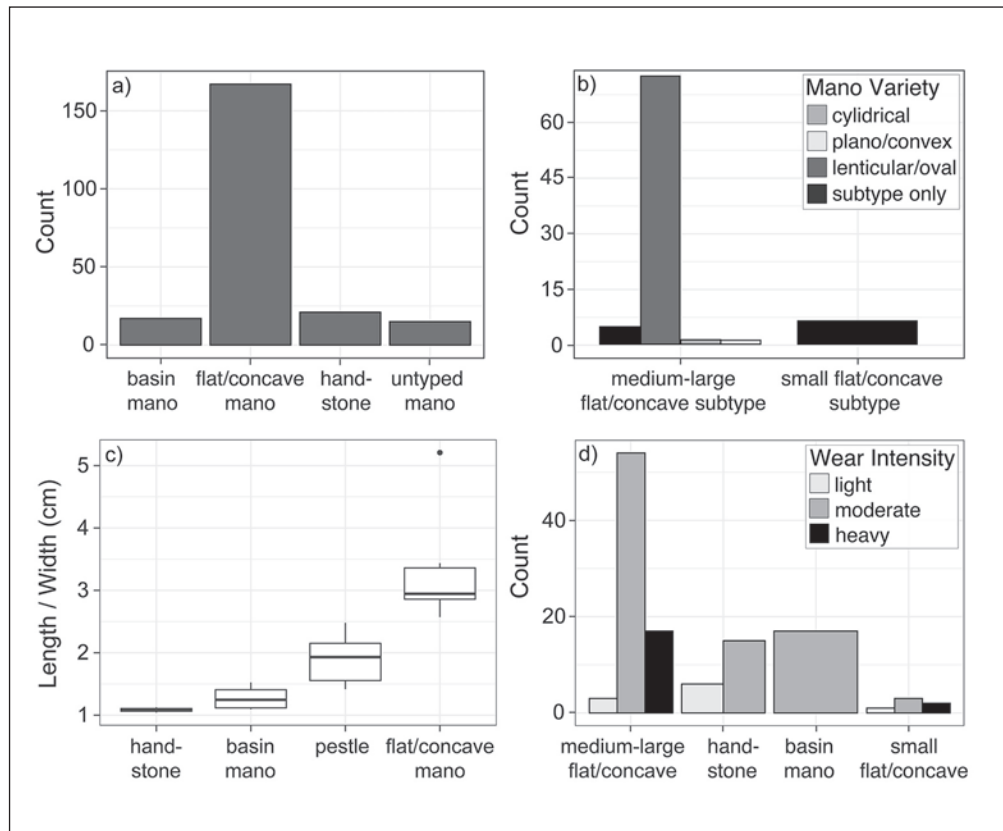 a)
Count
150
100
50
0
basin mano
flat/concave mano
hand-stone
untyped mano
b)
Count
60
45
30
15
0
Mano Variety
cylidrical
plano/convex
lenticular/oval
subtype only
medium-large flat/concave subtype
small flat/concave subtype
c)
Length / Width (cm)
5
4
3
2
1
hand-stone
basin mano
pestle
flat/concave mano
d)
Count
40
20
0
Wear Intensity
light
moderate
heavy
medium-large flat/concave
hand-stone
basin mano
small flat/concave